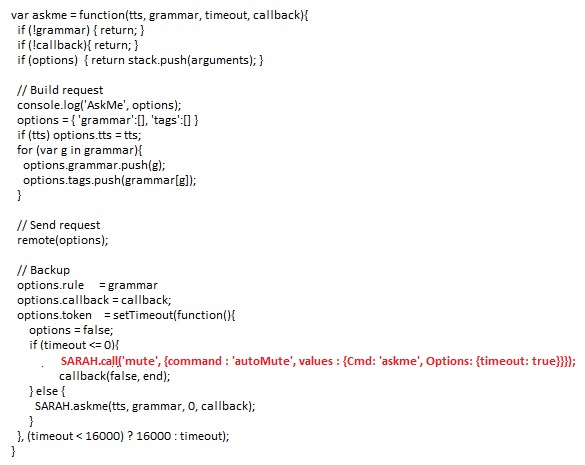 var askme = function(tts, grammar, timeout, callback){
if (!grammar) { return; }
if (!callback){ return; }
if (options) { return stack.push(arguments); }
// Build request
console.log('AskMe', options);
options = { 'grammar':[], 'tags':[] }
if (tts) options.tts = tts;
for (var g in grammar){
options.grammar.push(g);
options.tags.push(grammar[g]);
}
// Send request
remote(options);
// Backup
options.rule = grammar
options.callback = callback;
options.token = setTimeout(function(){
options = false;
if (timeout <= 0){
. SARAH.call('mute', {command : 'autoMute', values : {Cmd: 'askme', Options: {timeout: true}}});
callback(false, end);
} else {
SARAH.askme(tts, grammar, 0, callback);
}
}, (timeout < 16000) ? 16000 : timeout);
}